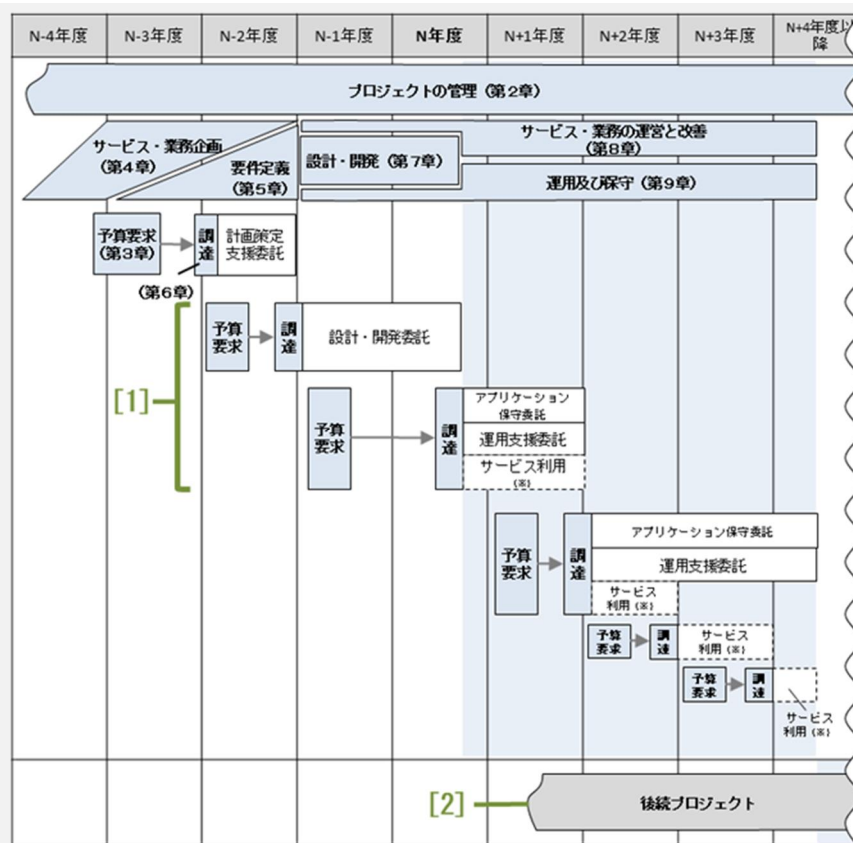 N-4年度
N-3年度
N-2年度
N-1年度
N年度
N+1年度
N+2年度
N+3年度
N+4年度以
降
プロジェクトの管理（第2章）
サービス・業務企画
（第4章）
要件定義
（第5章）
設計・開発（第7章）
サービス・業務の運営と改善
（第8章）
運用及び保守（第9章）
予算要求
（第3章）
調
達
計画策定
支援委託
（第6章）
[1]
予算
要求
調
達
設計・開発委託
予算
要求
調
達
アプリケーション
保守委託
運用支援委託
サービス利用
（※）
予算
要求
調
達
アプリケーション保守委託
運用支援委託
サービス
利用（※）
予算
要求
調
達
サービス
利用（※）
予算
要求
調
達
サービス
利用（※）
[2]
後続プロジェクト